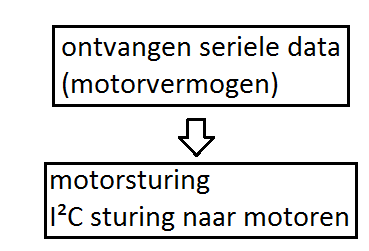 ontvangen seriele data
(motorvermogen)
motorsturing
I²C sturing naar motoren